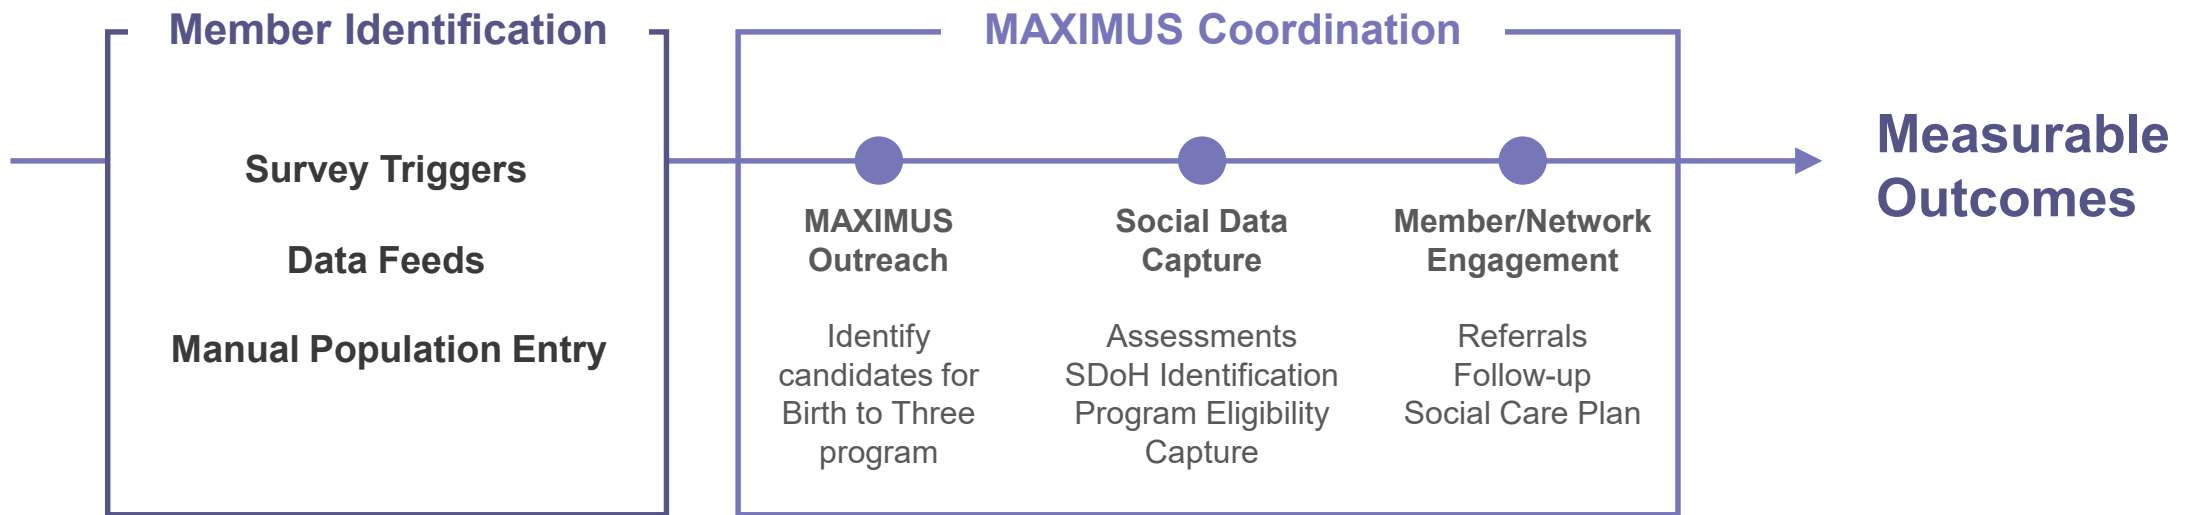 Member Identification
Survey Triggers
Data Feeds
Manual Population Entry
MAXIMUS Coordination
MAXIMUS
Outreach
Identify
candidates for
Birth to Three
program
Social Data
Capture
Assessments
SDoH Identification
Program Eligibility
Capture
Member/Network
Engagement
Referrals
Follow-up
Social Care Plan
Measurable
Outcomes